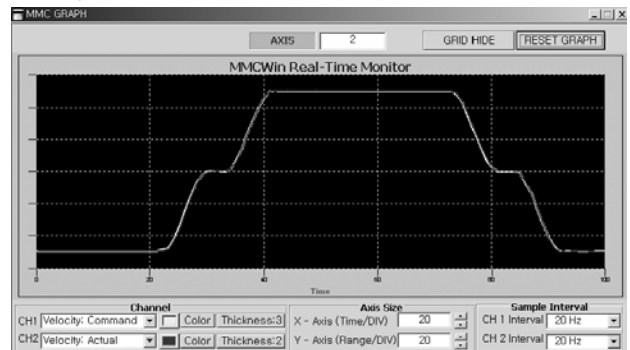 MMC GRAPH
AXIS 2 GRID HIDE RESET GRAPH
MMCWin Real-Time Monitor
0 20 40 60 80 100
Time
Channel Axis Size Sample Interval
CH1 Velocity: Command Color Thickness:3 X - Axis (Time/DIV) 20 CH 1 Interval 20 Hz
CH2 Velocity: Actual Color Thickness:2 Y - Axis (Range/DIV) 20 CH 2 Interval 20 Hz